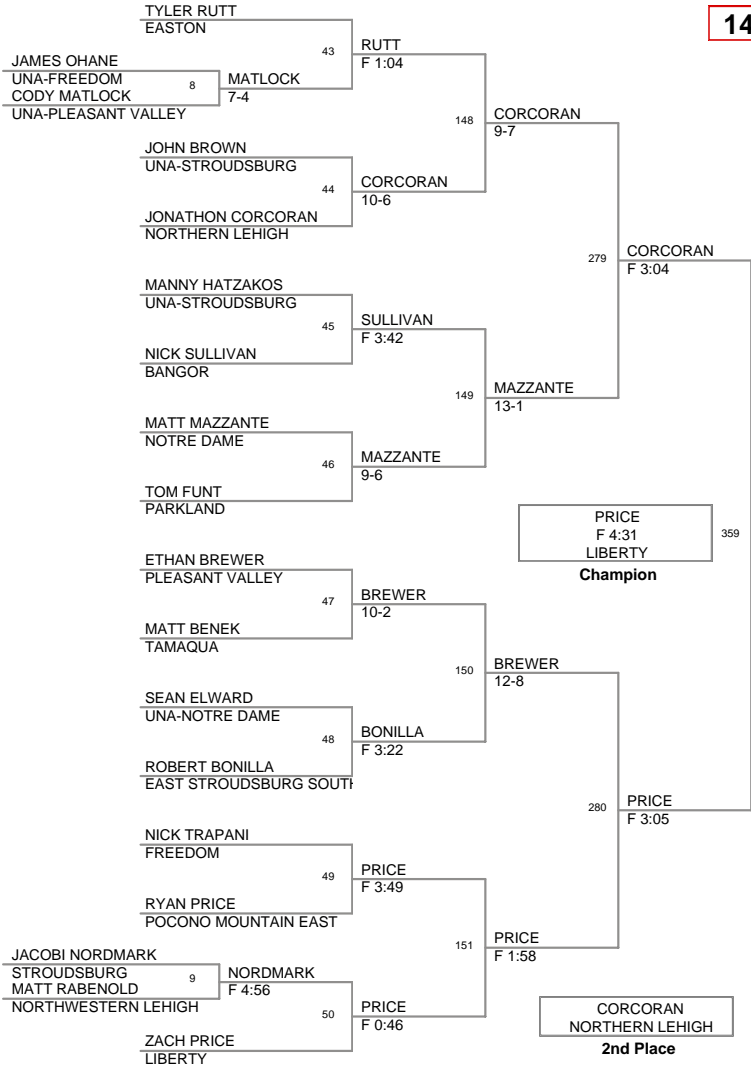 TYLER RUTT
EASTON
14
43
RUTT
F 1:04
JAMES OHANE
UNA-FREEDOM
8
MATLOCK
7-4
CODY MATLOCK
UNA-PLEASANT VALLEY
148
CORCORAN
9-7
JOHN BROWN
UNA-STROUDSBURG
44
CORCORAN
10-6
JONATHON CORCORAN
NORTHERN LEHIGH
279
CORCORAN
F 3:04
MANNY HATZAKOS
UNA-STROUDSBURG
45
SULLIVAN
F 3:42
NICK SULLIVAN
BANGOR
149
MAZZANTE
13-1
MATT MAZZANTE
NOTRE DAME
46
MAZZANTE
9-6
TOM FUNT
PARKLAND
PRICE
F 4:31
LIBERTY
359
Champion
ETHAN BREWER
PLEASANT VALLEY
47
BREWER
10-2
MATT BENEK
TAMAQUA
150
BREWER
12-8
SEAN ELWARD
UNA-NOTRE DAME
48
BONILLA
F 3:22
ROBERT BONILLA
EAST STROUDSBURG SOUTH
280
PRICE
F 3:05
NICK TRAPANI
FREEDOM
49
PRICE
F 3:49
RYAN PRICE
POCONO MOUNTAIN EAST
151
PRICE
F 1:58
JACOBI NORDMARK
STROUDSBURG
9
NORDMARK
F 4:56
MATT RABENOLD
NORTHWESTERN LEHIGH
50
PRICE
F 0:46
ZACH PRICE
LIBERTY
CORCORAN
NORTHERN LEHIGH
2nd Place